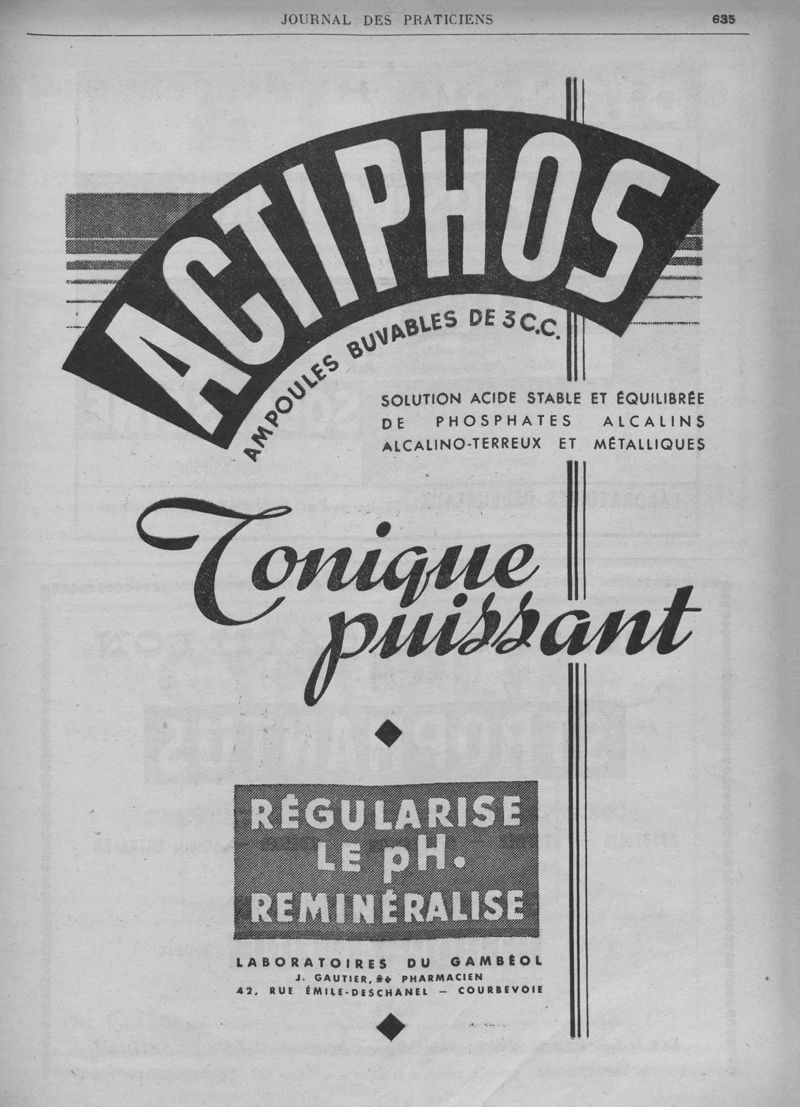 JOURNAL DES PRATICIENS 635
ACTIPHOS
AMPOULES BUVABLES DE 3 C.C.
SOLUTION ACIDE STABLE ET ÉQUILIBRÉE
DE PHOSPHATES ALCALINS
ALCALINO-TERREUX ET MÉTALLIQUES
Tonique
puissant
RÉGULARISE
LE pH.
REMINÉRALISE
LABORATOIRES DU GAMBÉOL
J. GAUTIER, PHARMACIEN
42, RUE ÉMILE-DESCHANEL — COURBEVOIE